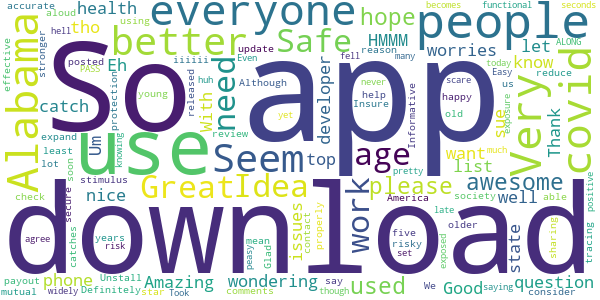 aloud
health
everyone
hope
people
accurate
functional
becomes
seconds
using
hell
tho
update
Even
ALONG
effective
stronger
posted
PASS
better
Safe
HMMM
iiiiii
fell
many
today
Easy
Alabama
So
app
Very
covid
Eh
Although
reason
worries
let
know
reduce
us
catch
protection
young
released
huh
never
scare
exposure
With
need
developer
help
Insure
happy
old
Informative
expand
least
lot
knowing
Um
use
review
yet
age
sue
much
Thank
soon
stimulus
Seem
top
want
list
pretty
check
secure
nice
Great
Idea
please
awesome
America
society
able
positive
agree
years
risk
catches
issues
contact
properly
work
late
five
risky
set
older
exposed
well
state
tracing
sharing
download
phone
mean
peasy
Glad
Amazing
wondering
used
We
Good
question
payout
mutual
widely
Unstall
Definitely
star
Took
comments
say
though
saying
consider